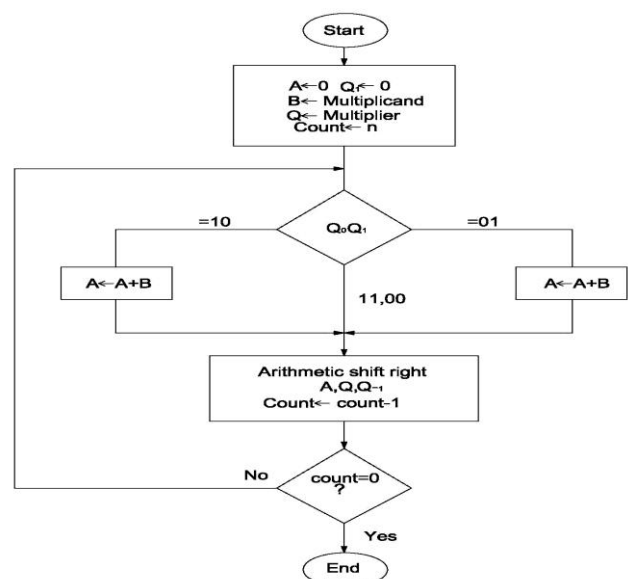 Start
A←0 Q₁← 0
B← Multiplicand
Q← Multiplier
Count← n
=10
Q₀Q₁
=01
A←A+B
11,00
A←A+B
Arithmetic shift right
A,Q,Q-₁
Count← count-1
No
count=0
?
Yes
End